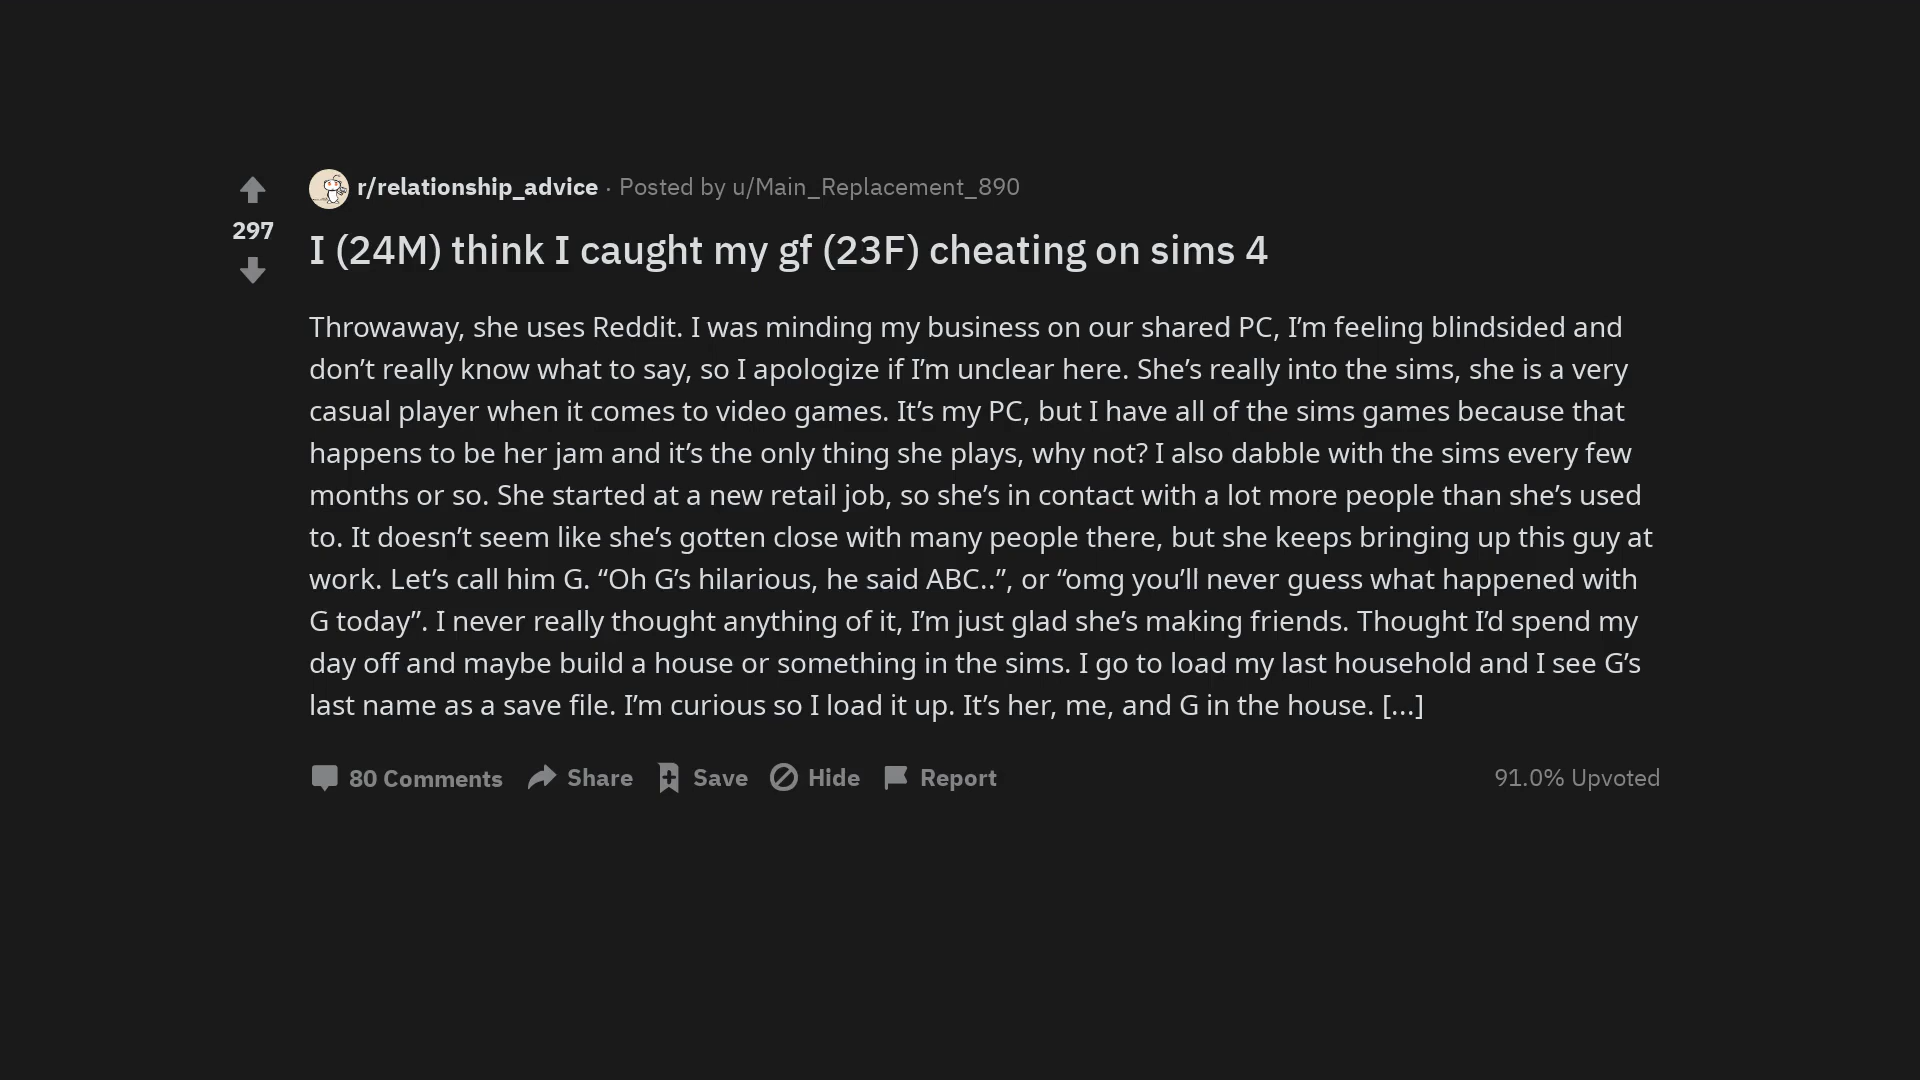 r/relationship_advice · Posted by u/Main_Replacement_890
297
I (24M) think I caught my gf (23F) cheating on sims 4
Throwaway, she uses Reddit. I was minding my business on our shared PC, I’m feeling blindsided and
don’t really know what to say, so I apologize if I’m unclear here. She’s really into the sims, she is a very
casual player when it comes to video games. It’s my PC, but I have all of the sims games because that
happens to be her jam and it’s the only thing she plays, why not? I also dabble with the sims every few
months or so. She started at a new retail job, so she’s in contact with a lot more people than she’s used
to. It doesn’t seem like she’s gotten close with many people there, but she keeps bringing up this guy at
work. Let’s call him G. “Oh G’s hilarious, he said ABC..”, or “omg you’ll never guess what happened with
G today”. I never really thought anything of it, I’m just glad she’s making friends. Thought I’d spend my
day off and maybe build a house or something in the sims. I go to load my last household and I see G’s
last name as a save file. I’m curious so I load it up. It’s her, me, and G in the house. [...]
80 Comments Share Save Hide Report 91.0% Upvoted